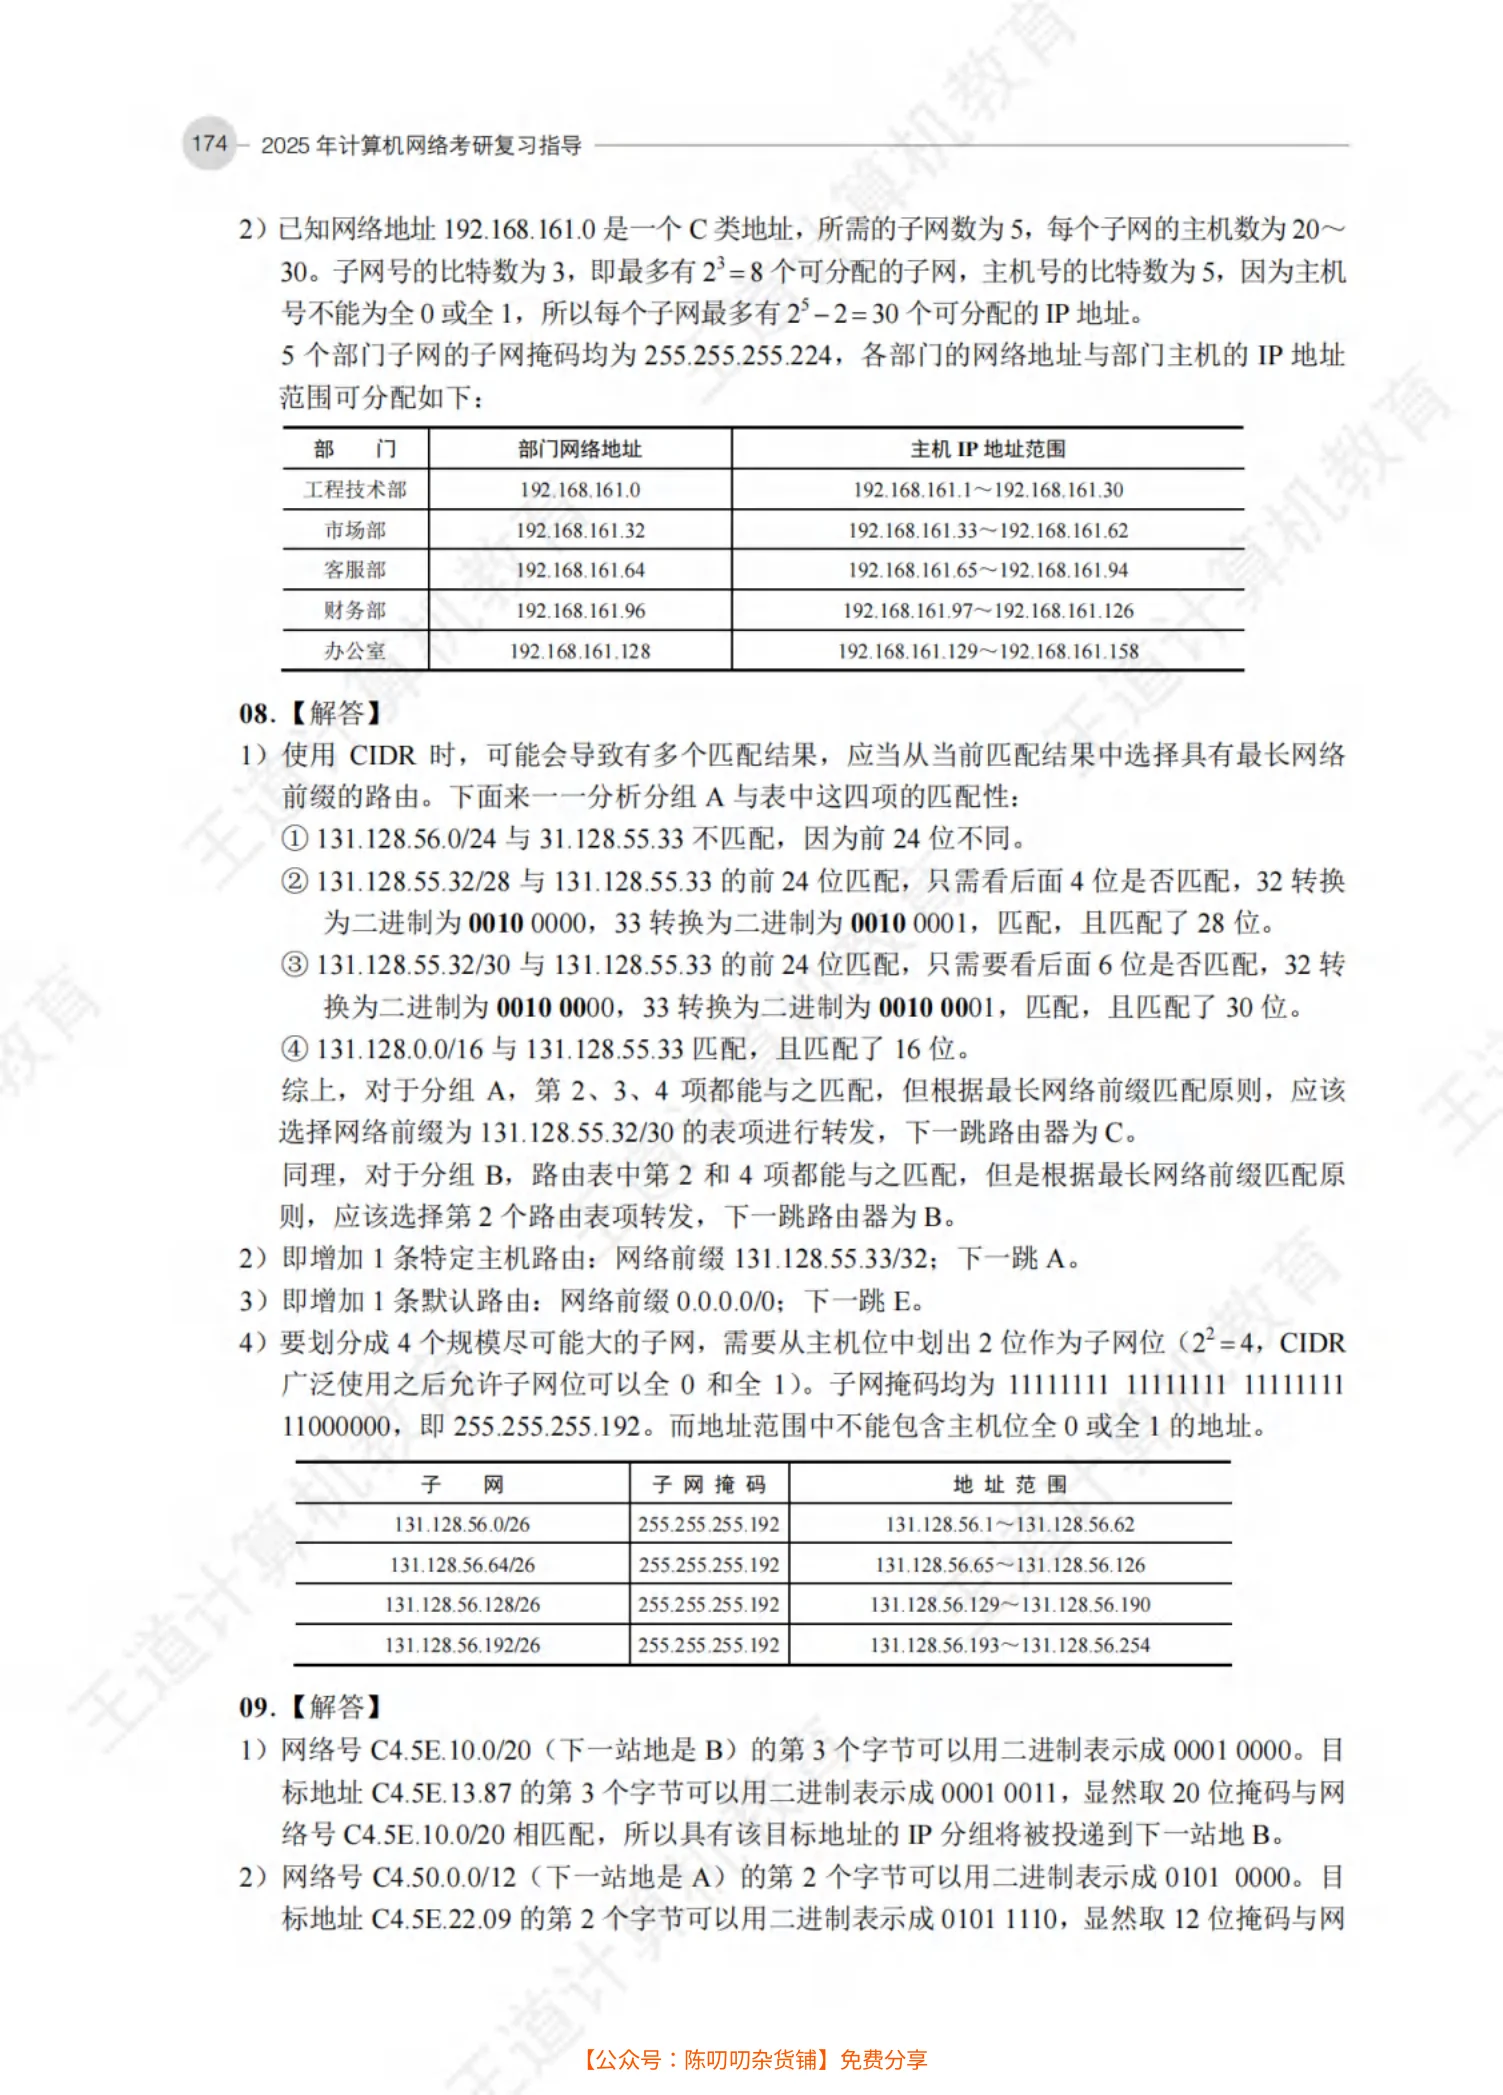 174 2025 年计算机网络考研复习指导
2）已知网络地址 192.168.161.0 是一个 C 类地址，所需的子网数为 5，每个子网的主机数为 20～
30。子网号的比特数为 3，即最多有 2³ = 8 个可分配的子网，主机号的比特数为 5，因为主机
号不能为全 0 或全 1，所以每个子网最多有 2⁵ − 2 = 30 个可分配的 IP 地址。
5 个部门子网的子网掩码均为 255.255.255.224，各部门的网络地址与部门主机的 IP 地址
范围可分配如下：
部 门 部门网络地址 主机 IP 地址范围
工程技术部 192.168.161.0 192.168.161.1～192.168.161.30
市场部 192.168.161.32 192.168.161.33～192.168.161.62
客服部 192.168.161.64 192.168.161.65～192.168.161.94
财务部 192.168.161.96 192.168.161.97～192.168.161.126
办公室 192.168.161.128 192.168.161.129～192.168.161.158
08.【解答】
1）使用 CIDR 时，可能会导致有多个匹配结果，应当从当前匹配结果中选择具有最长网络
前缀的路由。下面来一一分析分组 A 与表中这四项的匹配性：
① 131.128.56.0/24 与 31.128.55.33 不匹配，因为前 24 位不同。
② 131.128.55.32/28 与 131.128.55.33 的前 24 位匹配，只需看后面 4 位是否匹配，32 转换
为二进制为 0010 0000，33 转换为二进制为 0010 0001，匹配，且匹配了 28 位。
③ 131.128.55.32/30 与 131.128.55.33 的前 24 位匹配，只需要看后面 6 位是否匹配，32 转
换为二进制为 0010 0000，33 转换为二进制为 0010 0001，匹配，且匹配了 30 位。
④ 131.128.0.0/16 与 131.128.55.33 匹配，且匹配了 16 位。
综上，对于分组 A，第 2、3、4 项都能与之匹配，但根据最长网络前缀匹配原则，应该
选择网络前缀为 131.128.55.32/30 的表项进行转发，下一跳路由器为 C。
同理，对于分组 B，路由表中第 2 和 4 项都能与之匹配，但是根据最长网络前缀匹配原
则，应该选择第 2 个路由表项转发，下一跳路由器为 B。
2）即增加 1 条特定主机路由：网络前缀 131.128.55.33/32；下一跳 A。
3）即增加 1 条默认路由：网络前缀 0.0.0.0/0；下一跳 E。
4）要划分成 4 个规模尽可能大的子网，需要从主机位中划出 2 位作为子网位（2² = 4，CIDR
广泛使用之后允许子网位可以全 0 和全 1）。子网掩码均为 11111111 11111111 11111111
11000000，即 255.255.255.192。而地址范围中不能包含主机位全 0 或全 1 的地址。
子 网 子 网 掩 码 地 址 范 围
131.128.56.0/26 255.255.255.192 131.128.56.1～131.128.56.62
131.128.56.64/26 255.255.255.192 131.128.56.65～131.128.56.126
131.128.56.128/26 255.255.255.192 131.128.56.129～131.128.56.190
131.128.56.192/26 255.255.255.192 131.128.56.193～131.128.56.254
09.【解答】
1）网络号 C4.5E.10.0/20（下一站地是 B）的第 3 个字节可以用二进制表示成 0001 0000。目
标地址 C4.5E.13.87 的第 3 个字节可以用二进制表示成 0001 0011，显然取 20 位掩码与网
络号 C4.5E.10.0/20 相匹配，所以具有该目标地址的 IP 分组将被投递到下一站地 B。
2）网络号 C4.50.0.0/12（下一站地是 A）的第 2 个字节可以用二进制表示成 0101 0000。目
标地址 C4.5E.22.09 的第 2 个字节可以用二进制表示成 0101 1110，显然取 12 位掩码与网
【公众号：陈叨叨杂货铺】免费分享